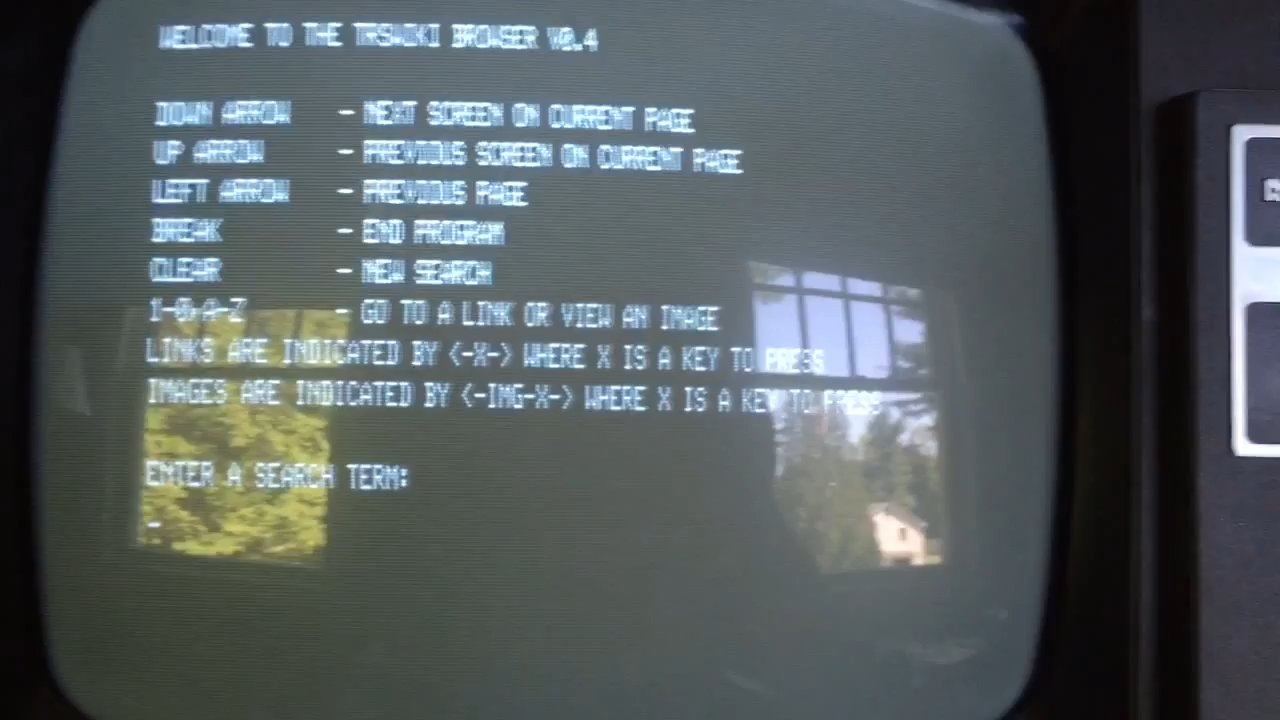 WELCOME TO THE TRSWIKI BROWSER V0.4
DOWN ARROW - NEXT SCREEN ON CURRENT PAGE
UP ARROW - PREVIOUS SCREEN ON CURRENT PAGE
LEFT ARROW - PREVIOUS PAGE
BREAK - END PROGRAM
CLEAR - NEW SEARCH
1-0,A-Z - GO TO A LINK OR VIEW AN IMAGE
LINKS ARE INDICATED BY <-X-> WHERE X IS A KEY TO PRESS
IMAGES ARE INDICATED BY <-IMG-X-> WHERE X IS A KEY TO PRESS
ENTER A SEARCH TERM:
_